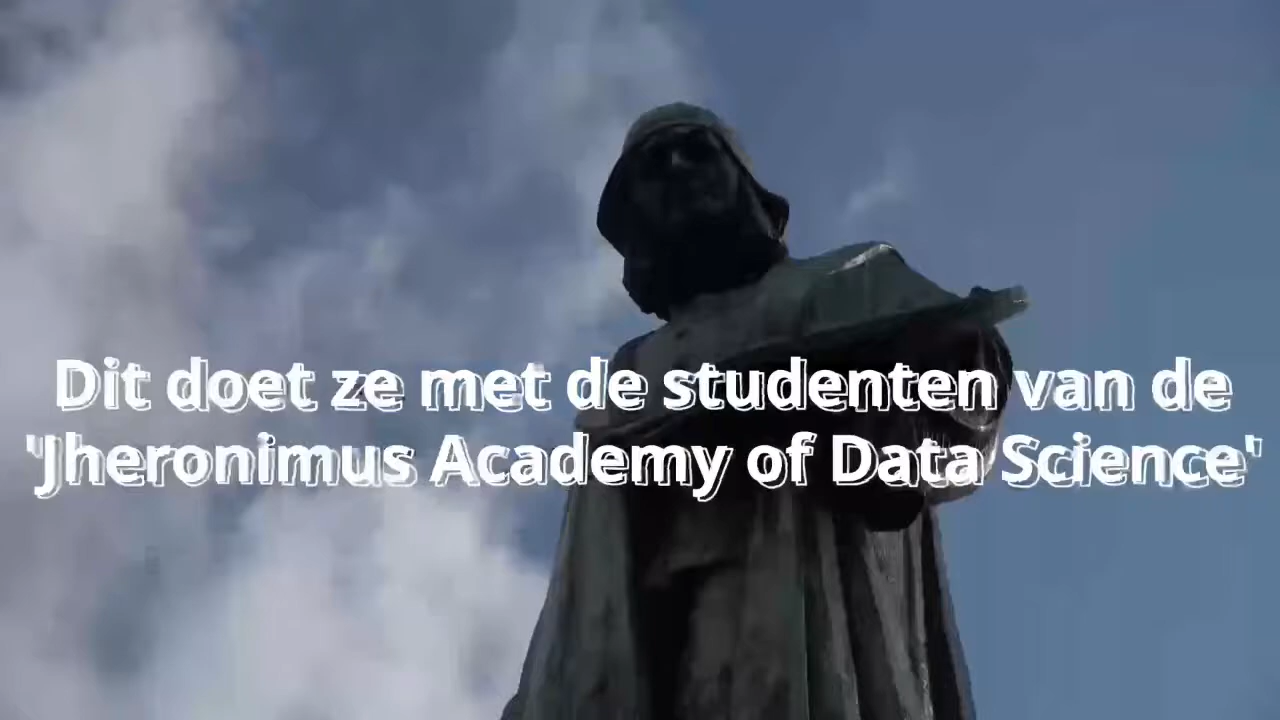 Dit doet ze met de studenten van de
'Jheronimus Academy of Data Science'